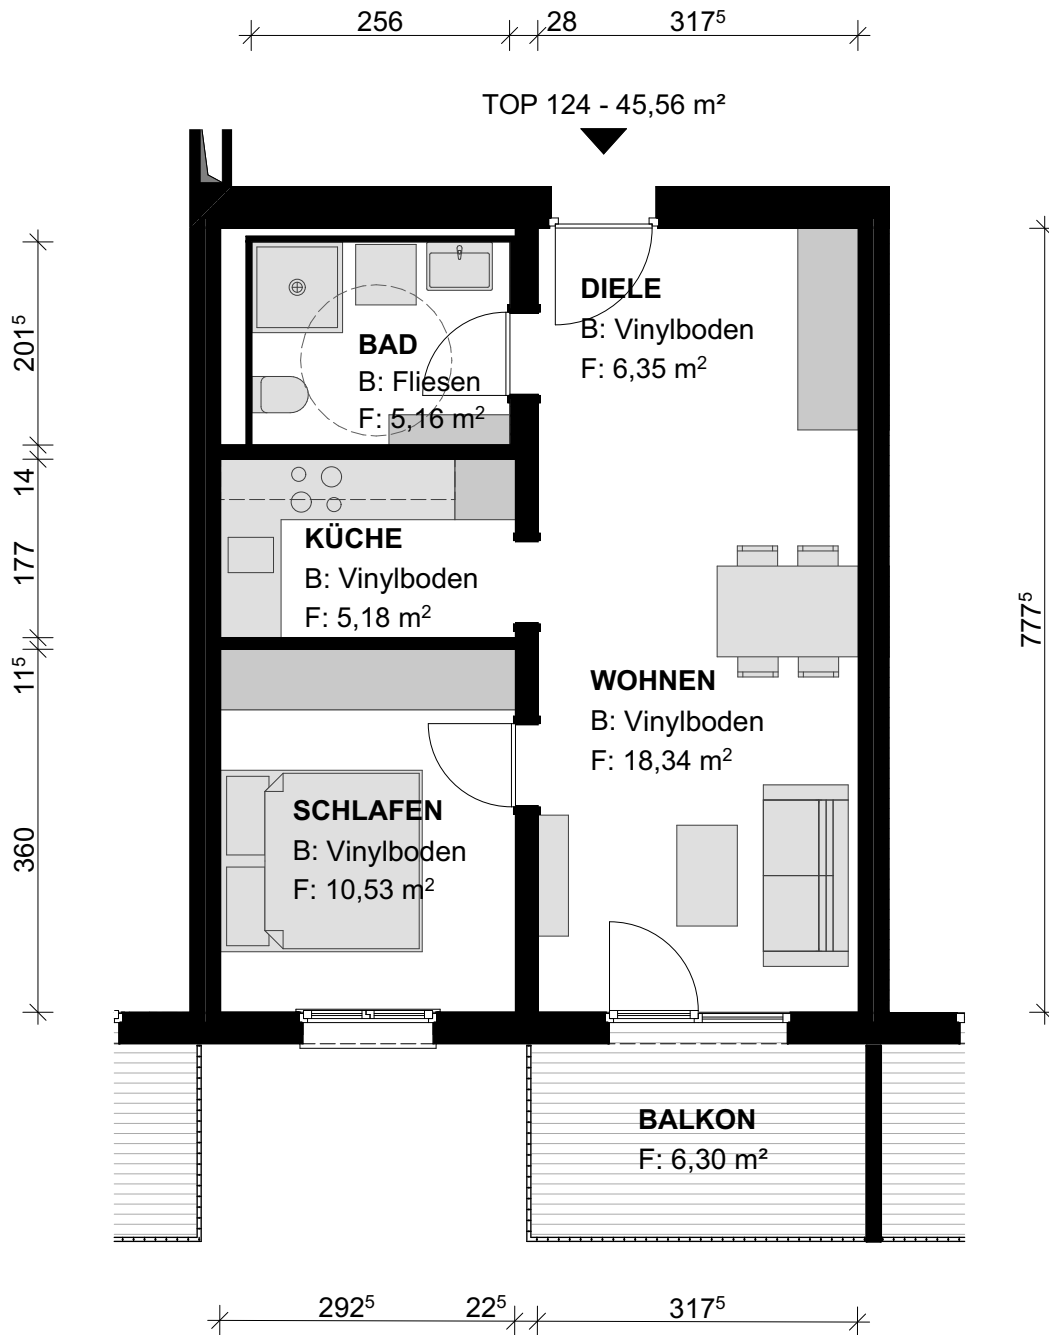 256 28 317⁵
TOP 124 - 45,56 m²
DIELE
B: Vinylboden
F: 6,35 m²
BAD
B: Fliesen
F: 5,16 m²
KÜCHE
B: Vinylboden
F: 5,18 m²
WOHNEN
B: Vinylboden
F: 18,34 m²
SCHLAFEN
B: Vinylboden
F: 10,53 m²
BALKON
F: 6,30 m²
201⁵
14
177
11⁵
360
777⁵
292⁵ 22⁵ 317⁵